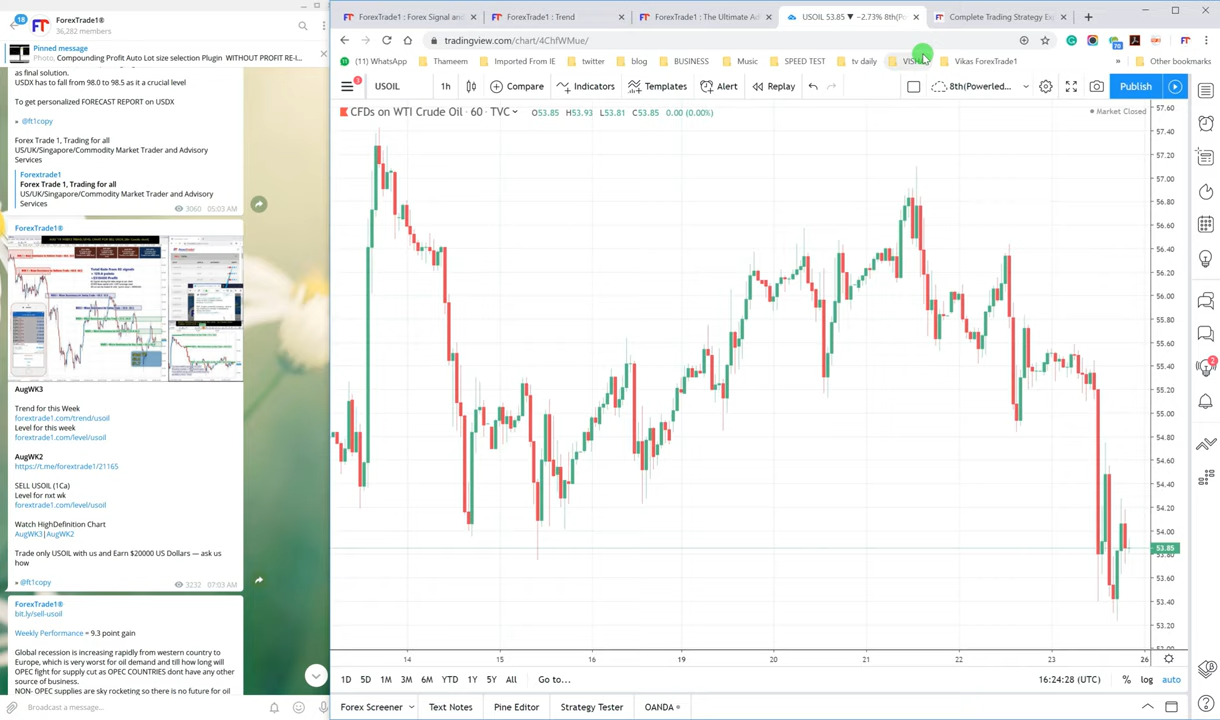 18
ForexTrade1®
36,282 members
Pinned message
Photo, Compounding Profit Auto Lot size selection Plugin WITHOUT PROFIT RE-I...
as final solution.
USDX has to fall from 98.0 to 98.5 as it a crucial level
To get personalized FORECAST REPORT on USDX
» @ft1copy
Forex Trade 1, Trading for all
US/UK/Singapore/Commodity Market Trader and Advisory
Services
Forextrade1
Forex Trade 1, Trading for all
US/UK/Singapore/Commodity Market Trader and Advisory
Services
3060 05:03 AM
ForexTrade1®
AugWK3
Trend for this Week
forextrade1.com/trend/usoil
Level for this week
forextrade1.com/level/usoil
AugWK2
https://t.me/forextrade1/21165
SELL USOIL (1Ca)
Level for nxt wk
forextrade1.com/level/usoil
Watch HighDefinition Chart
AugWK3|AugWK2
Trade only USOIL with us and Earn $20000 US Dollars — ask us
how
» @ft1copy
3232 07:03 AM
ForexTrade1®
bit.ly/sell-usoil
Weekly Performance = 9.3 point gain
Global recession is increasing rapidly from western country to
Europe, which is very worst for oil demand and till how long will
OPEC fight for supply cut as OPEC COUNTRIES dont have any other
source of business.
NON- OPEC supplies are sky rocketing so there is no future for oil
Broadcast a message...
ForexTrade1 : Forex Signal and
ForexTrade1 : Trend
ForexTrade1 : The Ultimate Ad
USOIL 53.85 ▼ −2.73% 8th(Po
Complete Trading Strategy Ex
tradingview.com/chart/4ChfWMue/
70
(11) WhatsApp
Thameem
Imported From IE
twitter
blog
BUSINESS
Music
SPEED TEST
tv daily
Vikas ForexTrade1
»
Other bookmarks
3
USOIL
1h
Compare
Indicators
Templates
Alert
Replay
8th(Powerled...
Publish
CFDs on WTI Crude Oil · 60 · TVC
O53.85 H53.93 L53.81 C53.85 0.00 (0.00%)
Market Closed
57.60
57.40
57.20
57.00
56.80
56.60
56.40
56.20
56.00
55.80
55.60
55.40
55.20
55.00
54.80
54.60
54.40
54.20
54.00
53.85
53.80
53.60
53.40
53.20
53.00
2
14 15 16 19 20 21 22 23 26
1D 5D 1M 3M 6M YTD 1Y 5Y All Go to...
16:24:28 (UTC) % log auto
Forex Screener Text Notes Pine Editor Strategy Tester OANDA